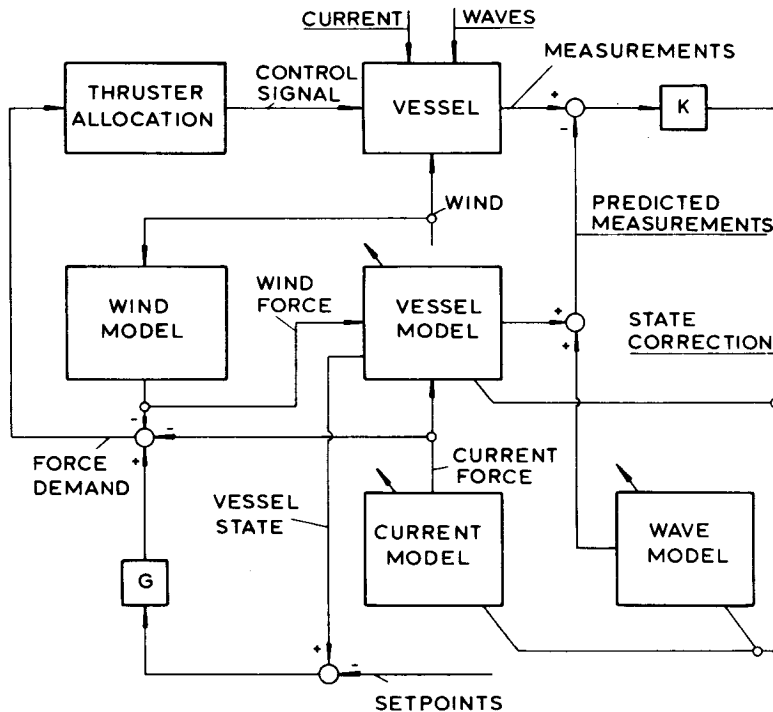 CURRENT
WAVES
MEASUREMENTS
THRUSTER
ALLOCATION
CONTROL
SIGNAL
VESSEL
+
-
K
WIND
PREDICTED
MEASUREMENTS
WIND
MODEL
WIND
FORCE
VESSEL
MODEL
+
+
STATE
CORRECTION
-
-
+
FORCE
DEMAND
CURRENT
FORCE
VESSEL
STATE
CURRENT
MODEL
WAVE
MODEL
G
+
-
SETPOINTS